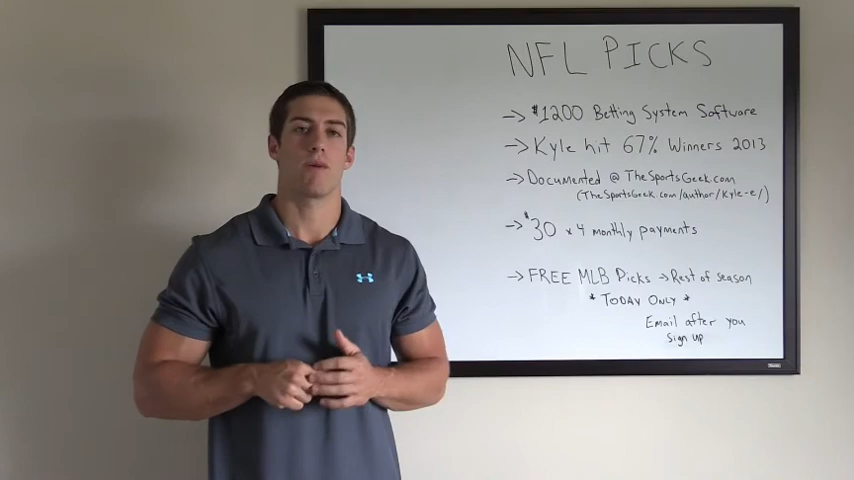 NFL PICKS
→ $1200 Betting System Software
→ Kyle hit 67% Winners 2013
→ Documented @ TheSportsGeek.com
(TheSportsGeek.com/author/Kyle-e/)
→ $30 x 4 monthly payments
→ FREE MLB Picks → Rest of season
* TODAY ONLY *
Email after you
Sign up